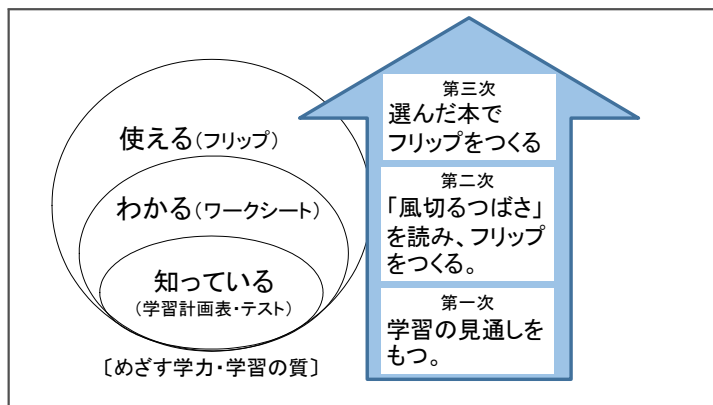 使える(フリップ)
わかる(ワークシート)
知っている
(学習計画表・テスト)
〔めざす学力・学習の質〕
第三次
選んだ本で
フリップをつくる
第二次
「風切るつばさ」
を読み、フリップ
をつくる。
第一次
学習の見通しを
もつ。